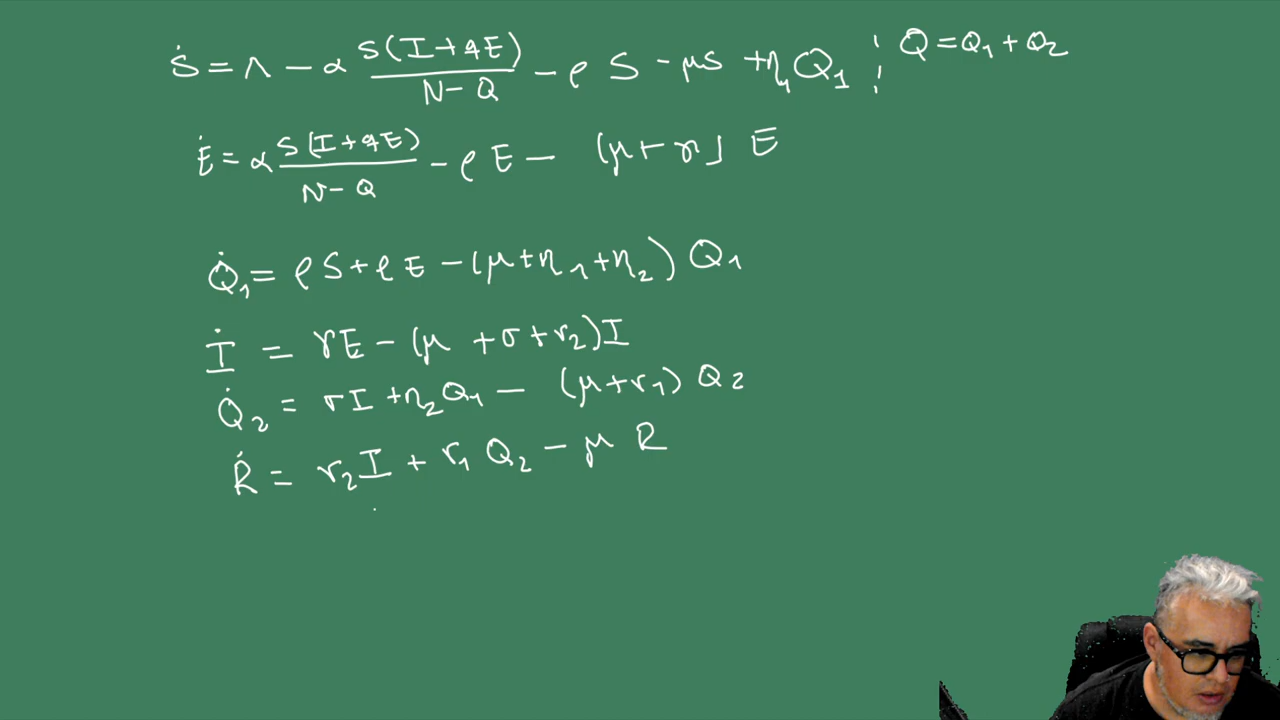 Ṡ = Λ − α S(I+qE)/(N−Q) − ρ S − μS + η₁Q₁ ; Q = Q₁ + Q₂
Ė = α S(I+qE)/(N−Q) − ρ E − (μ+γ) E
Q̇₁ = ρ S + ρ E − (μ+η₁+η₂) Q₁
İ = γE − (μ + σ + r₂) I
Q̇₂ = σI + η₂Q₁ − (μ+r₁) Q₂
Ṙ = r₂I + r₁ Q₂ − μ R